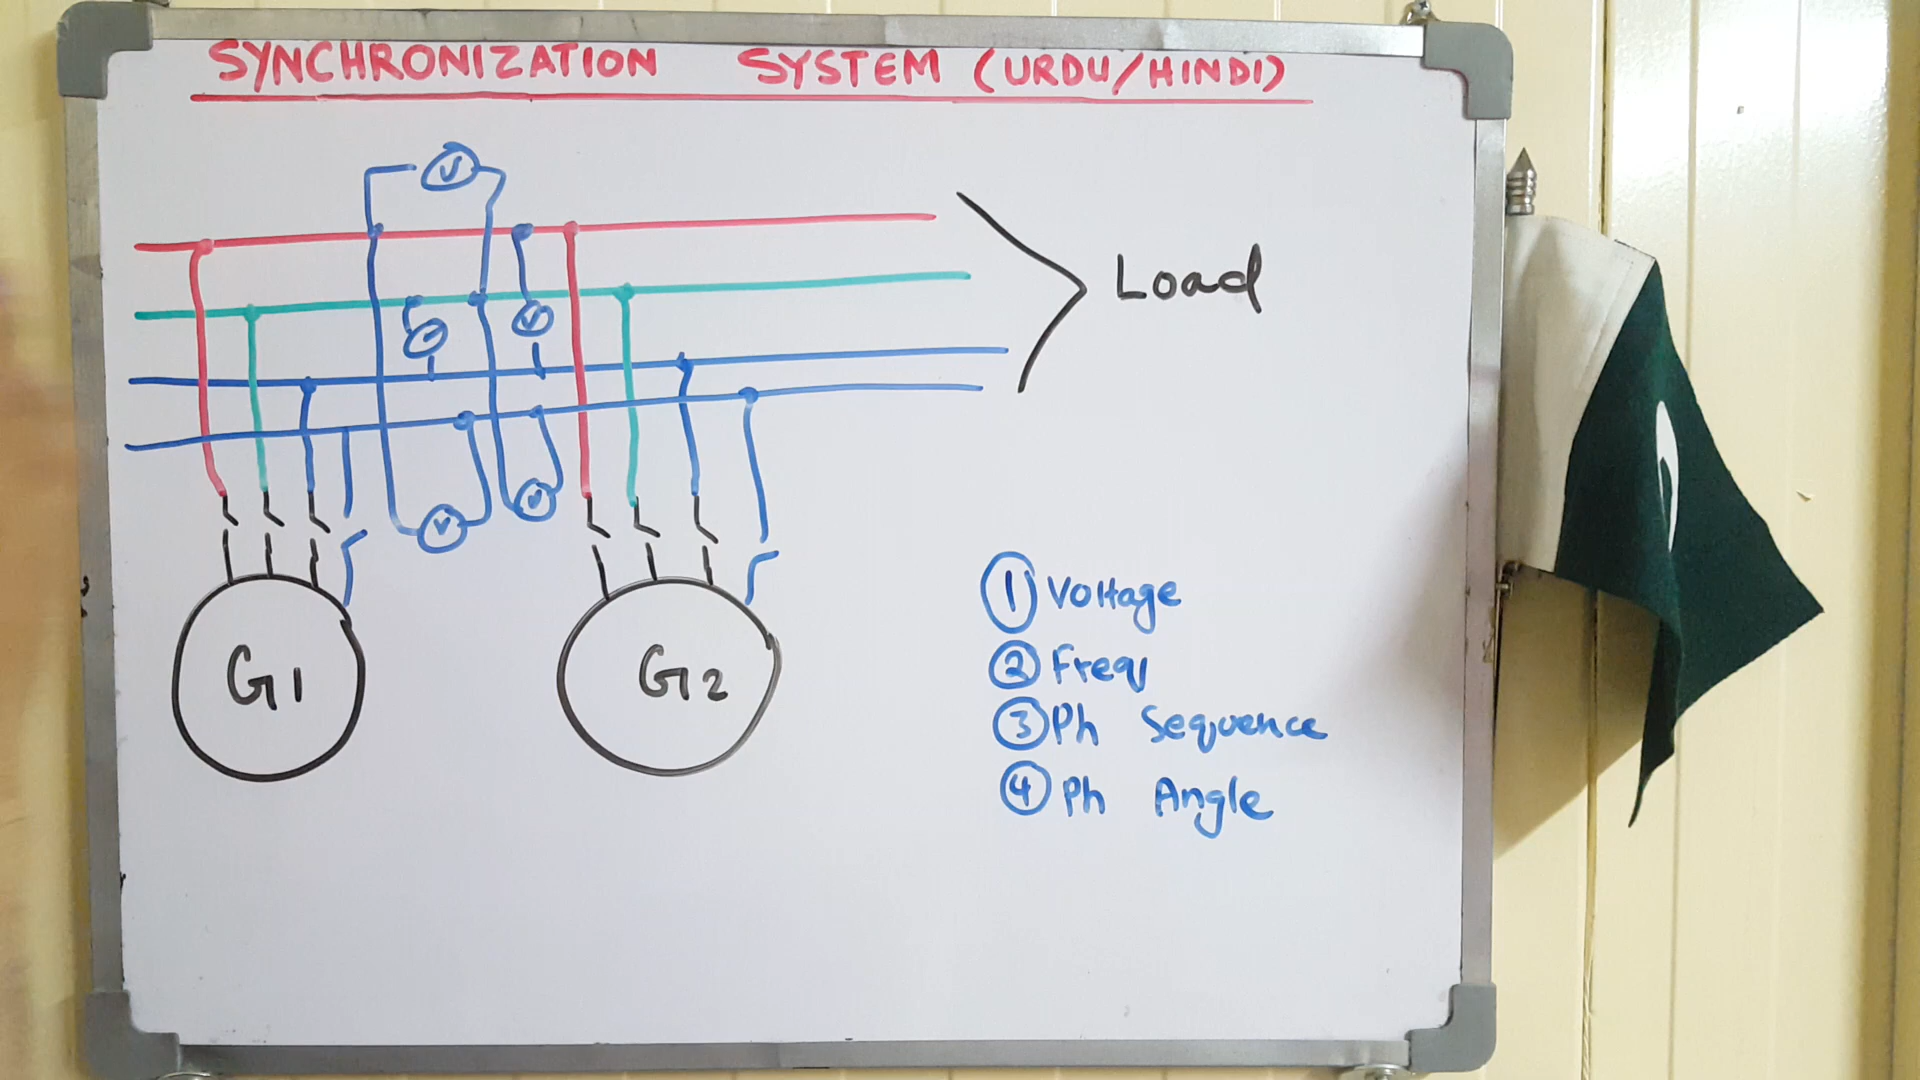 SYNCHRONIZATION SYSTEM (URDU/HINDI)
V
Load
V
V
V
V
G1
G2
① Voltage
② Freq
③ Ph Sequence
④ Ph Angle